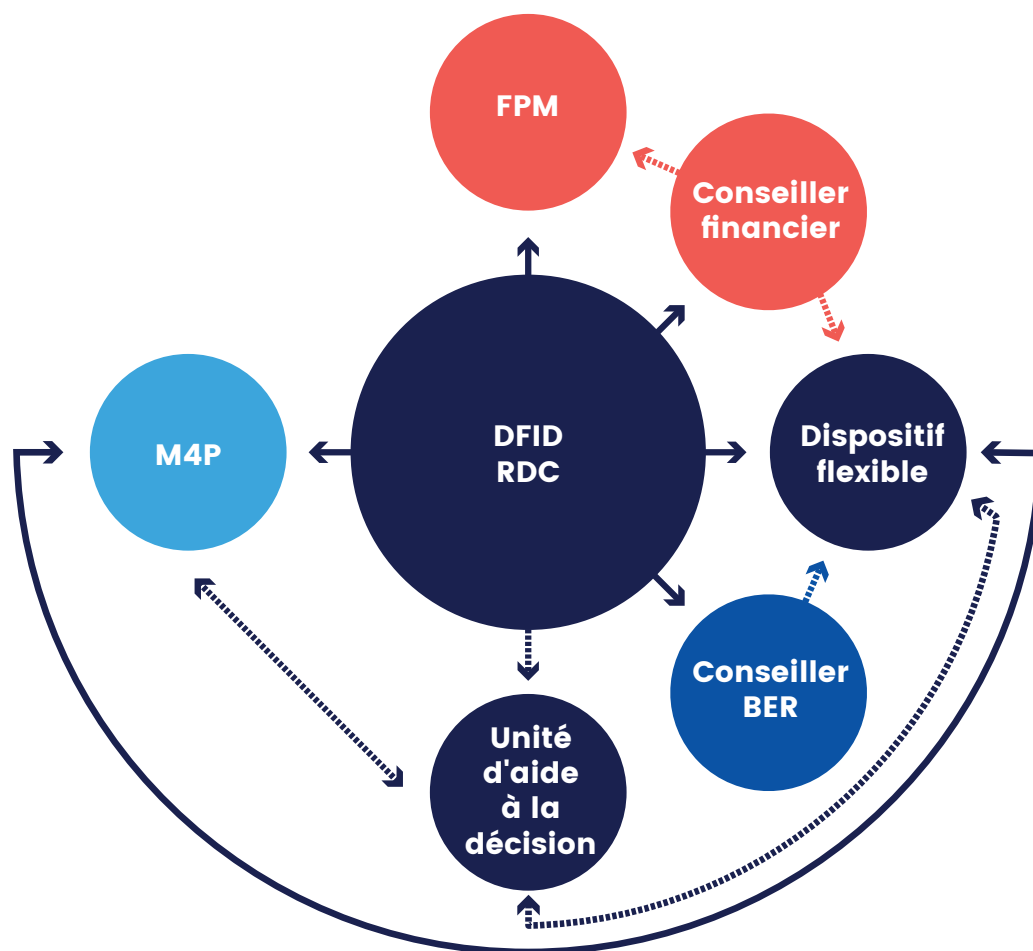 FPM
Conseiller
financier
M4P
DFID
RDC
Dispositif
flexible
Conseiller
BER
Unité
d'aide
à la
décision